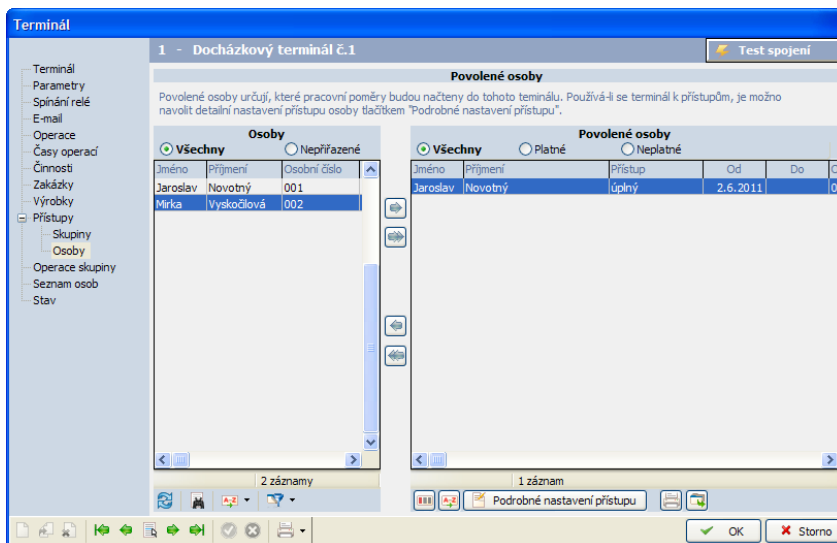 Terminál
1 - Docházkový terminál č.1
Test spojení
Terminál
Parametry
Spínání relé
E-mail
Operace
Časy operací
Činnosti
Zakázky
Výrobky
Přístupy
Skupiny
Osoby
Operace skupiny
Seznam osob
Stav
Povolené osoby
Povolené osoby určují, které pracovní poměry budou načteny do tohoto teminálu. Používá-li se terminál k přístupům, je možno
navolit detailní nastavení přístupu osoby tlačítkem "Podrobné nastavení přístupu".
Osoby
Všechny Nepřiřazené
Jméno Příjmení Osobní číslo
Jaroslav Novotný 001
Mirka Vyskočilová 002
2 záznamy
Povolené osoby
Všechny Platné Neplatné
Jméno Příjmení Přístup Od Do
Jaroslav Novotný úplný 2.6.2011
1 záznam
Podrobné nastavení přístupu
OK Storno